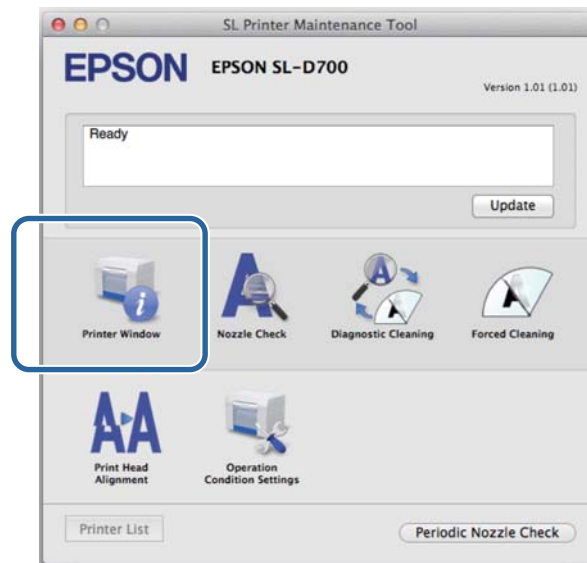 SL Printer Maintenance Tool
EPSON EPSON SL-D700
Version 1.01 (1.01)
Ready
Update
Printer Window Nozzle Check Diagnostic Cleaning Forced Cleaning
Print Head Operation
Alignment Condition Settings
Printer List Periodic Nozzle Check